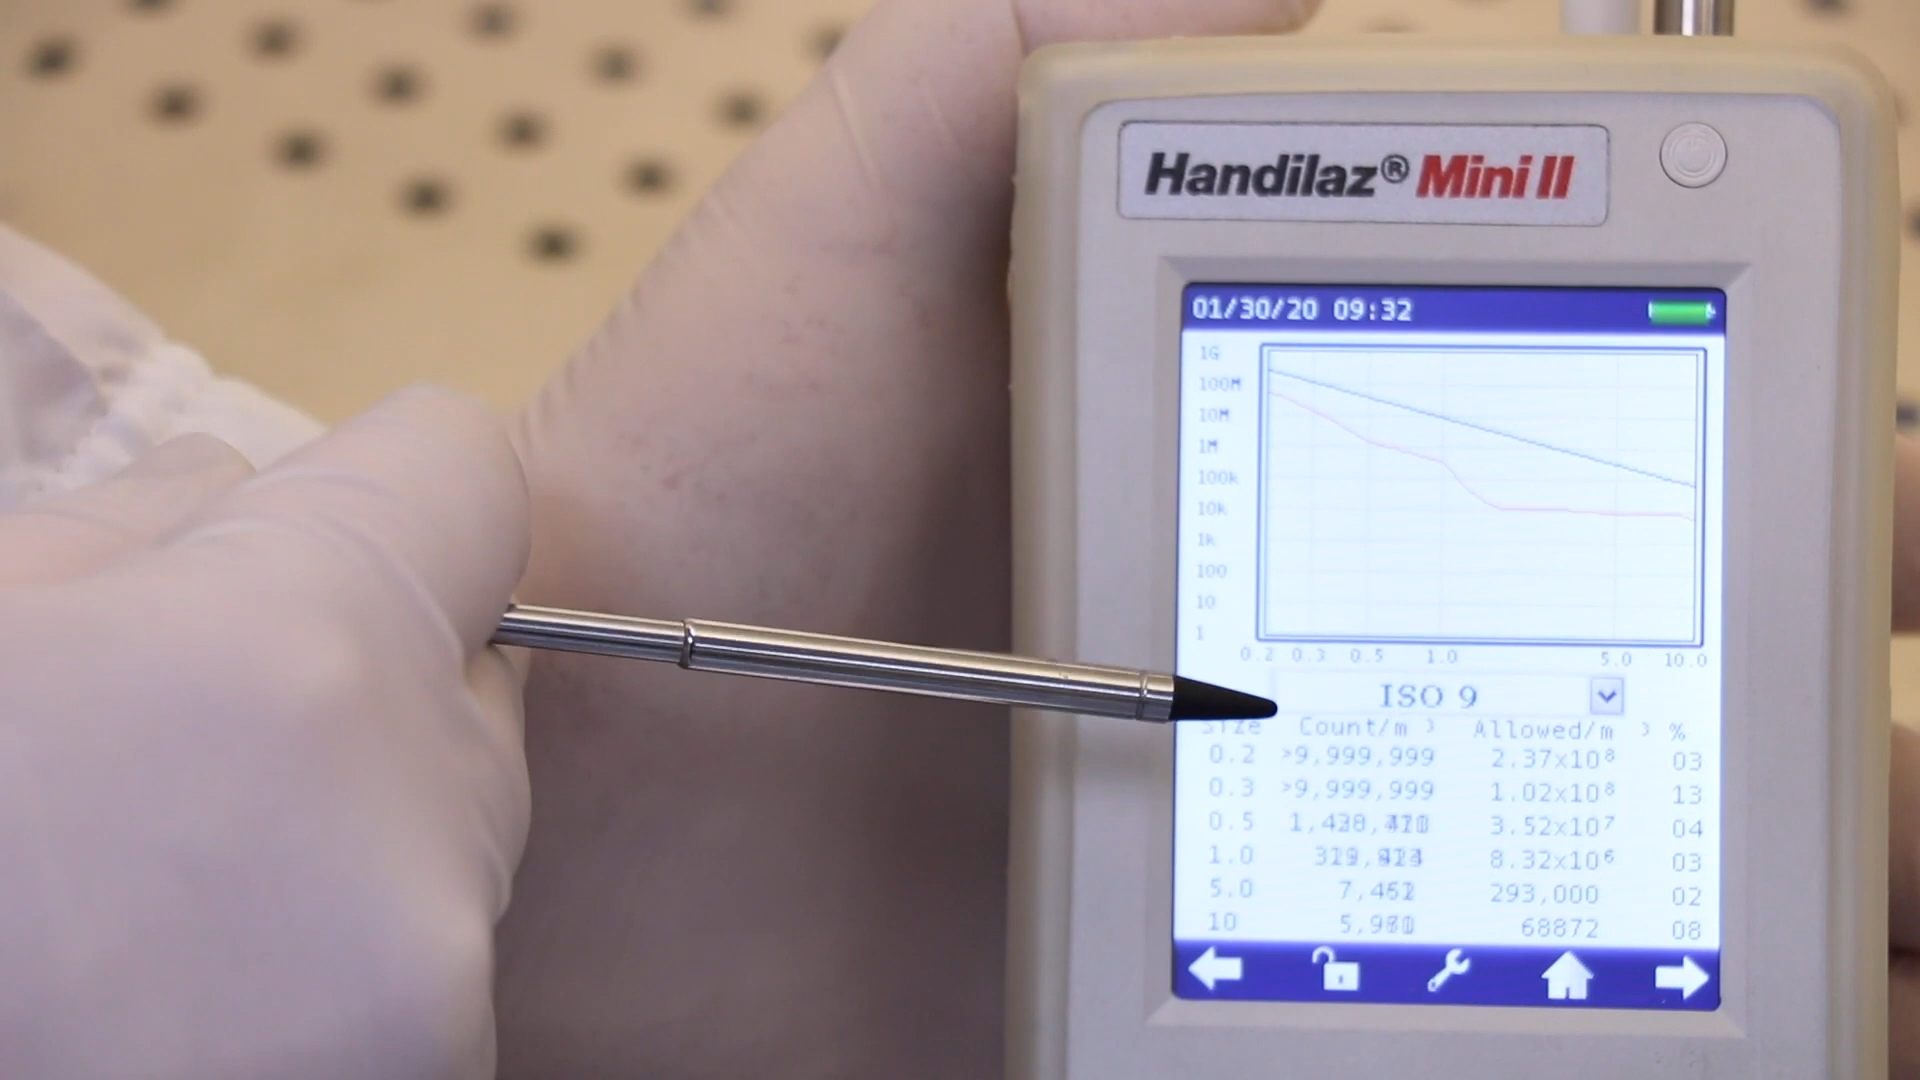 Handilaz® Mini II
01/30/20 09:32
1G
100M
10M
1M
100k
10k
1k
100
10
1
0.2 0.3 0.5 1.0 5.0 10.0
ISO 9
Size Count/m ³ Allowed/m ³ %
0.2 >9,999,999 2.37x10⁸ 03
0.3 >9,999,999 1.02x10⁸ 13
0.5 3.52x10⁷ 04
1.0 8.32x10⁶ 03
5.0 293,000 02
10 68872 08